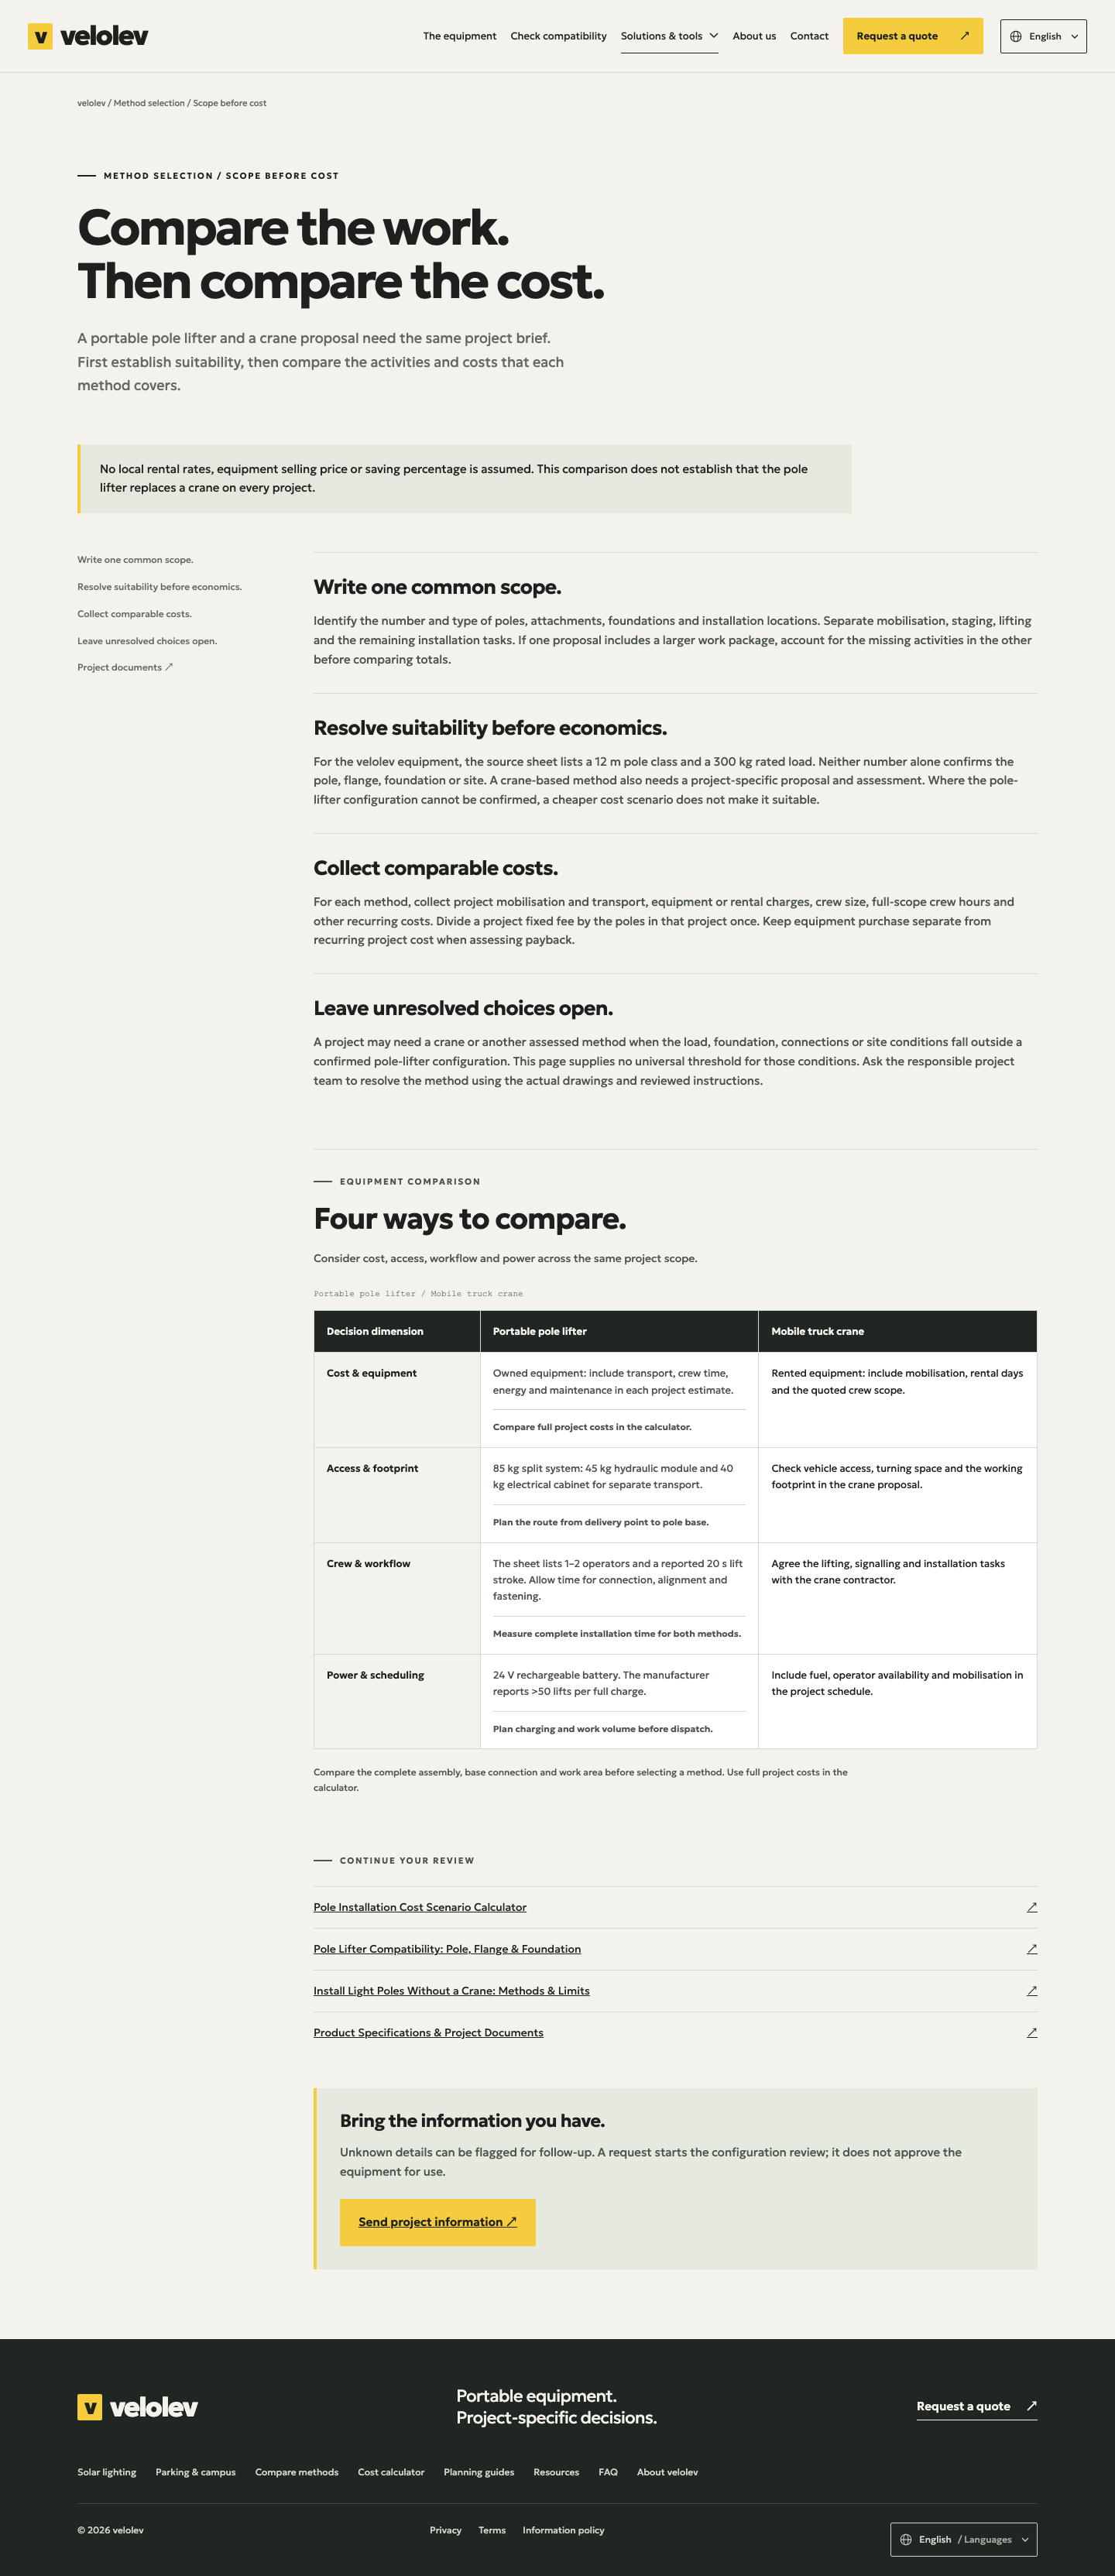 v velolev
The equipment
Check compatibility
Solutions & tools
About us
Contact
Request a quote ↗
English
velolev / Method selection / Scope before cost
METHOD SELECTION / SCOPE BEFORE COST
Compare the work.
Then compare the cost.
A portable pole lifter and a crane proposal need the same project brief.
First establish suitability, then compare the activities and costs that each
method covers.
No local rental rates, equipment selling price or saving percentage is assumed. This comparison does not establish that the pole
lifter replaces a crane on every project.
Write one common scope.
Resolve suitability before economics.
Collect comparable costs.
Leave unresolved choices open.
Project documents ↗
Write one common scope.
Identify the number and type of poles, attachments, foundations and installation locations. Separate mobilisation, staging, lifting
and the remaining installation tasks. If one proposal includes a larger work package, account for the missing activities in the other
before comparing totals.
Resolve suitability before economics.
For the velolev equipment, the source sheet lists a 12 m pole class and a 300 kg rated load. Neither number alone confirms the
pole, flange, foundation or site. A crane-based method also needs a project-specific proposal and assessment. Where the pole-
lifter configuration cannot be confirmed, a cheaper cost scenario does not make it suitable.
Collect comparable costs.
For each method, collect project mobilisation and transport, equipment or rental charges, crew size, full-scope crew hours and
other recurring costs. Divide a project fixed fee by the poles in that project once. Keep equipment purchase separate from
recurring project cost when assessing payback.
Leave unresolved choices open.
A project may need a crane or another assessed method when the load, foundation, connections or site conditions fall outside a
confirmed pole-lifter configuration. This page supplies no universal threshold for those conditions. Ask the responsible project
team to resolve the method using the actual drawings and reviewed instructions.
EQUIPMENT COMPARISON
Four ways to compare.
Consider cost, access, workflow and power across the same project scope.
Portable pole lifter / Mobile truck crane
Decision dimension
Portable pole lifter
Mobile truck crane
Cost & equipment
Owned equipment: include transport, crew time,
energy and maintenance in each project estimate.
Compare full project costs in the calculator.
Rented equipment: include mobilisation, rental days
and the quoted crew scope.
Access & footprint
85 kg split system: 45 kg hydraulic module and 40
kg electrical cabinet for separate transport.
Plan the route from delivery point to pole base.
Check vehicle access, turning space and the working
footprint in the crane proposal.
Crew & workflow
The sheet lists 1–2 operators and a reported 20 s lift
stroke. Allow time for connection, alignment and
fastening.
Measure complete installation time for both methods.
Agree the lifting, signalling and installation tasks
with the crane contractor.
Power & scheduling
24 V rechargeable battery. The manufacturer
reports >50 lifts per full charge.
Plan charging and work volume before dispatch.
Include fuel, operator availability and mobilisation in
the project schedule.
Compare the complete assembly, base connection and work area before selecting a method. Use full project costs in the
calculator.
CONTINUE YOUR REVIEW
Pole Installation Cost Scenario Calculator ↗
Pole Lifter Compatibility: Pole, Flange & Foundation ↗
Install Light Poles Without a Crane: Methods & Limits ↗
Product Specifications & Project Documents ↗
Bring the information you have.
Unknown details can be flagged for follow-up. A request starts the configuration review; it does not approve the
equipment for use.
Send project information ↗
v velolev
Portable equipment.
Project-specific decisions.
Request a quote ↗
Solar lighting
Parking & campus
Compare methods
Cost calculator
Planning guides
Resources
FAQ
About velolev
© 2026 velolev
Privacy
Terms
Information policy
English / Languages